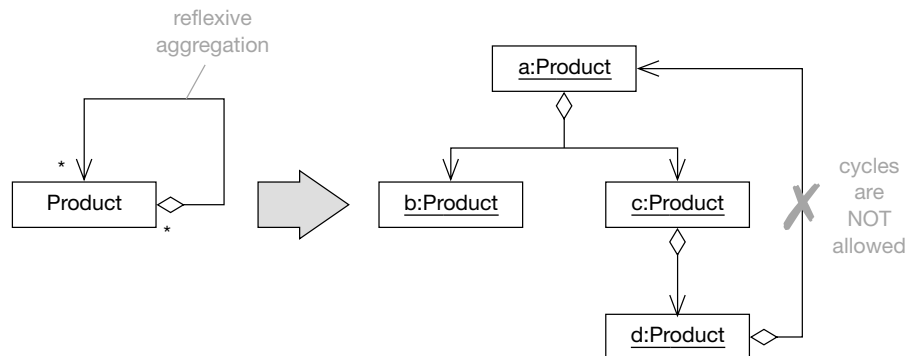 reflexive
aggregation
a:Product
*
Product
*
b:Product
c:Product
cycles
are
NOT
allowed
d:Product